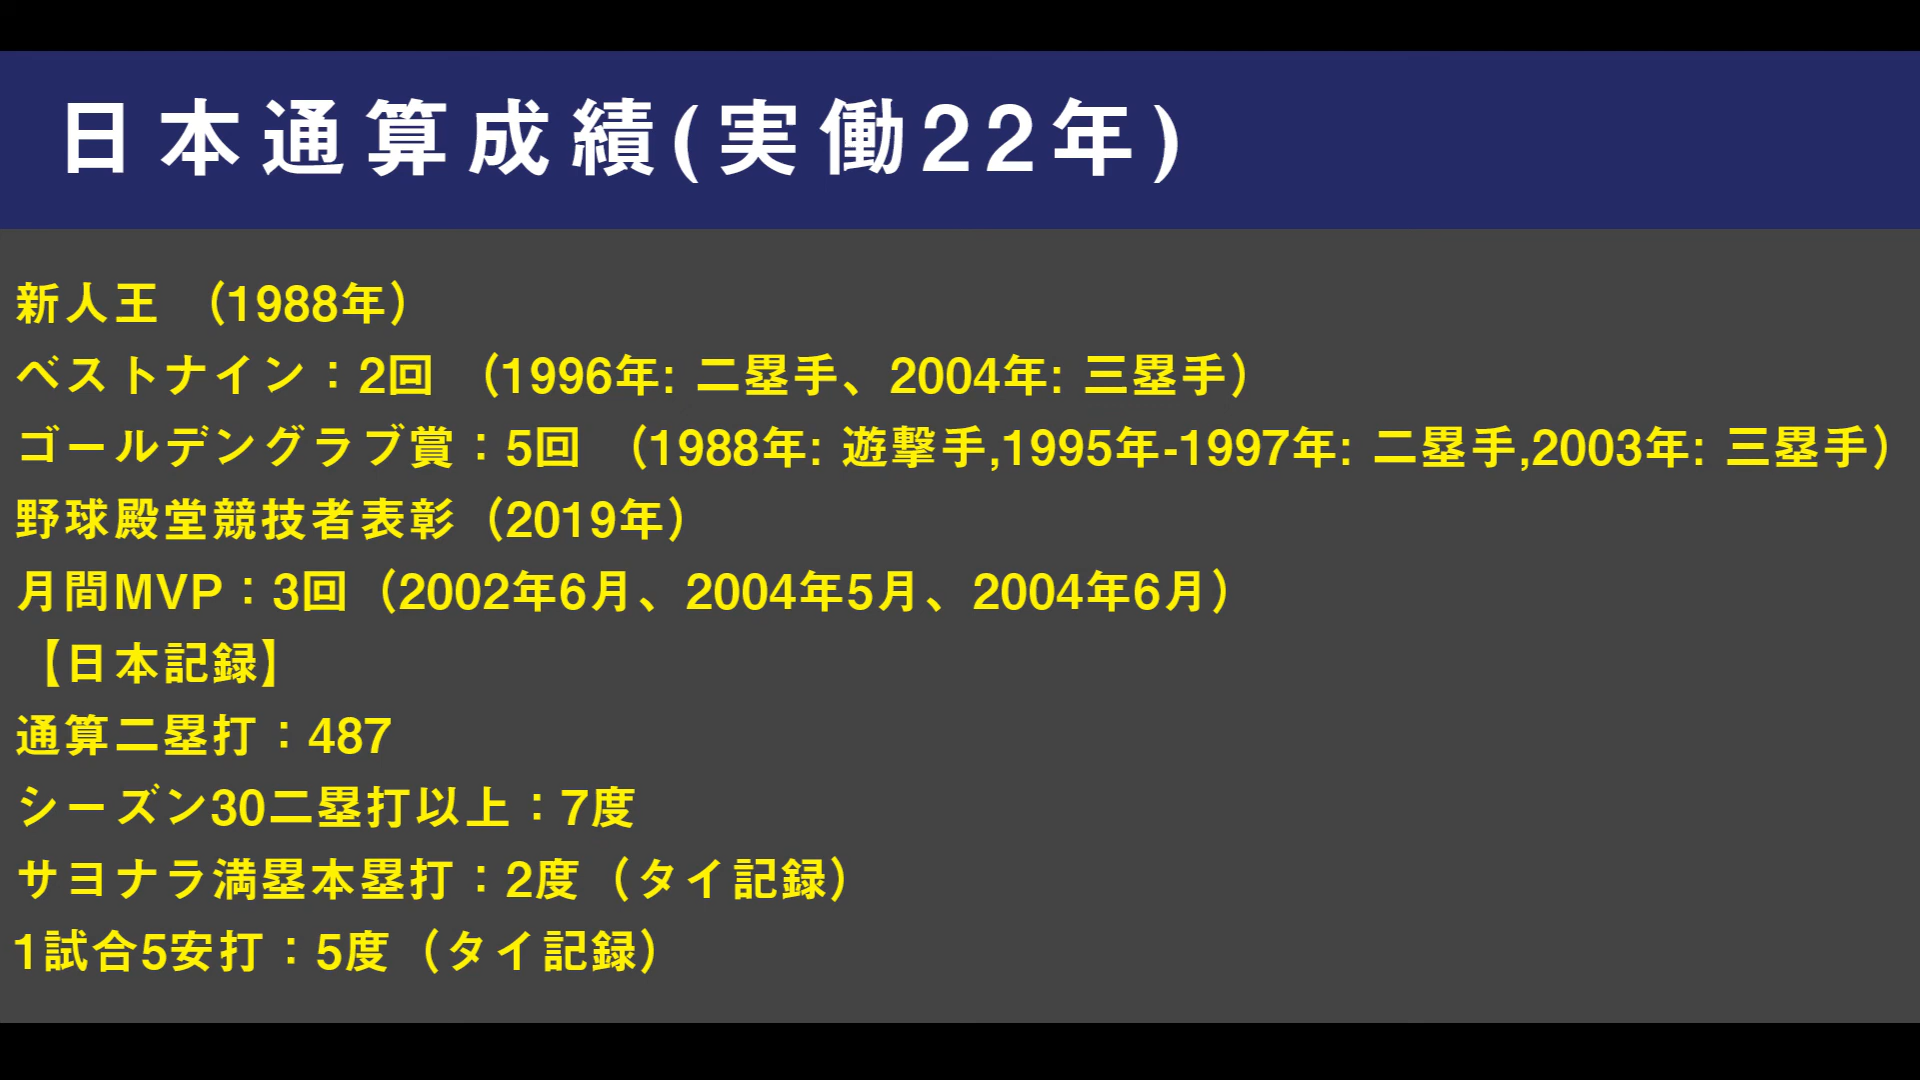 日本通算成績(実働22年)
新人王 （1988年）
ベストナイン：2回 （1996年: 二塁手、2004年: 三塁手）
ゴールデングラブ賞：5回 （1988年: 遊撃手,1995年-1997年: 二塁手,2003年: 三塁手）
野球殿堂競技者表彰（2019年）
月間MVP：3回（2002年6月、2004年5月、2004年6月）
【日本記録】
通算二塁打：487
シーズン30二塁打以上：7度
サヨナラ満塁本塁打：2度（タイ記録）
1試合5安打：5度（タイ記録）